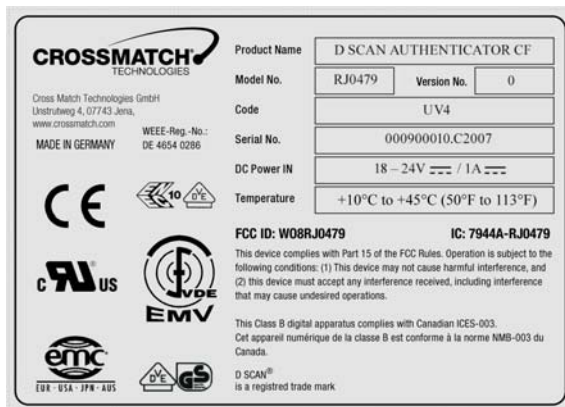 CROSSMATCH®
TECHNOLOGIES
Cross Match Technologies GmbH
Unstrutweg 4, 07743 Jena,
www.crossmatch.com
WEEE-Reg.-No.:
MADE IN GERMANY DE 4654 0286
Product Name D SCAN AUTHENTICATOR CF
Model No. RJ0479 Version No. 0
Code UV4
Serial No. 000900010.C2007
DC Power IN 18 – 24V / 1A
Temperature +10°C to +45°C (50°F to 113°F)
CE
10
VDE
c RU US
VDE
EMV
emc
EUR - USA - JPN - AUS
VDE GS
FCC ID: WO8RJ0479 IC: 7944A-RJ0479
This device complies with Part 15 of the FCC Rules. Operation is subject to the
following conditions: (1) This device may not cause harmful interference, and
(2) this device must accept any interference received, including interference
that may cause undesired operations.
This Class B digital apparatus complies with Canadian ICES-003.
Cet appareil numérique de la classe B est conforme à la norme NMB-003 du
Canada.
D SCAN®
is a registred trade mark